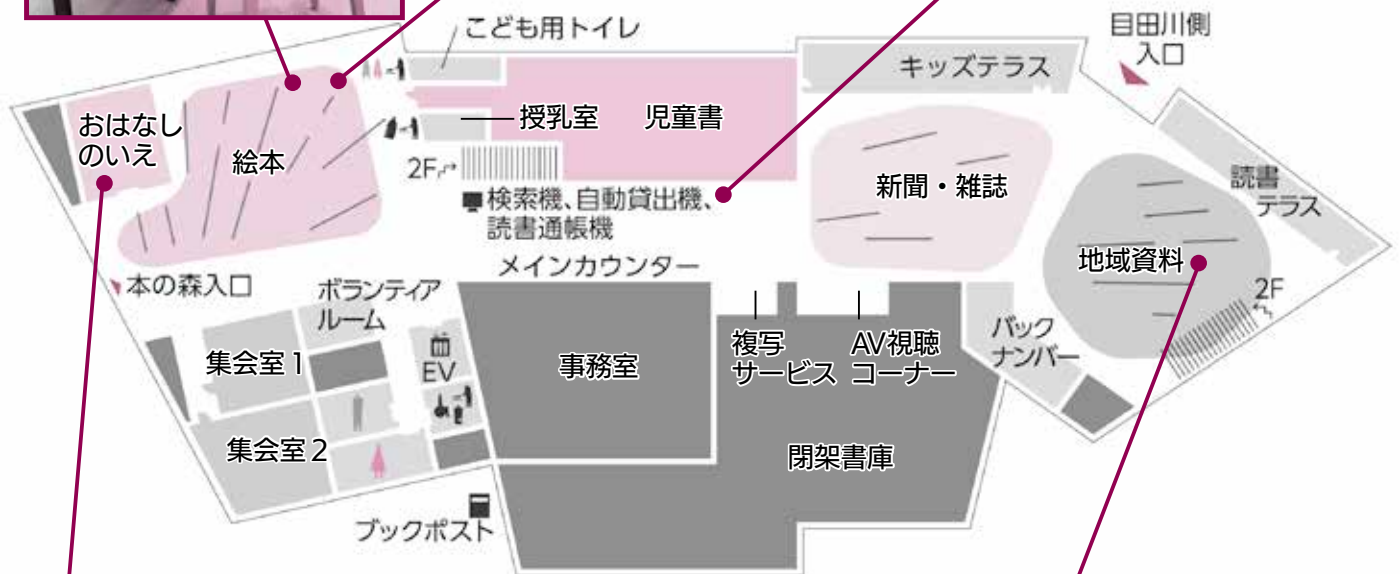 こども用トイレ
目田川側
入口
キッズテラス
おはなし
のいえ
絵本
授乳室
児童書
2F
検索機、自動貸出機、
読書通帳機
新聞・雑誌
読書
テラス
地域資料
2F
メインカウンター
本の森入口
ボランティア
ルーム
集会室1
EV
事務室
複写
サービス
AV視聴
コーナー
バック
ナンバー
集会室2
閉架書庫
ブックポスト